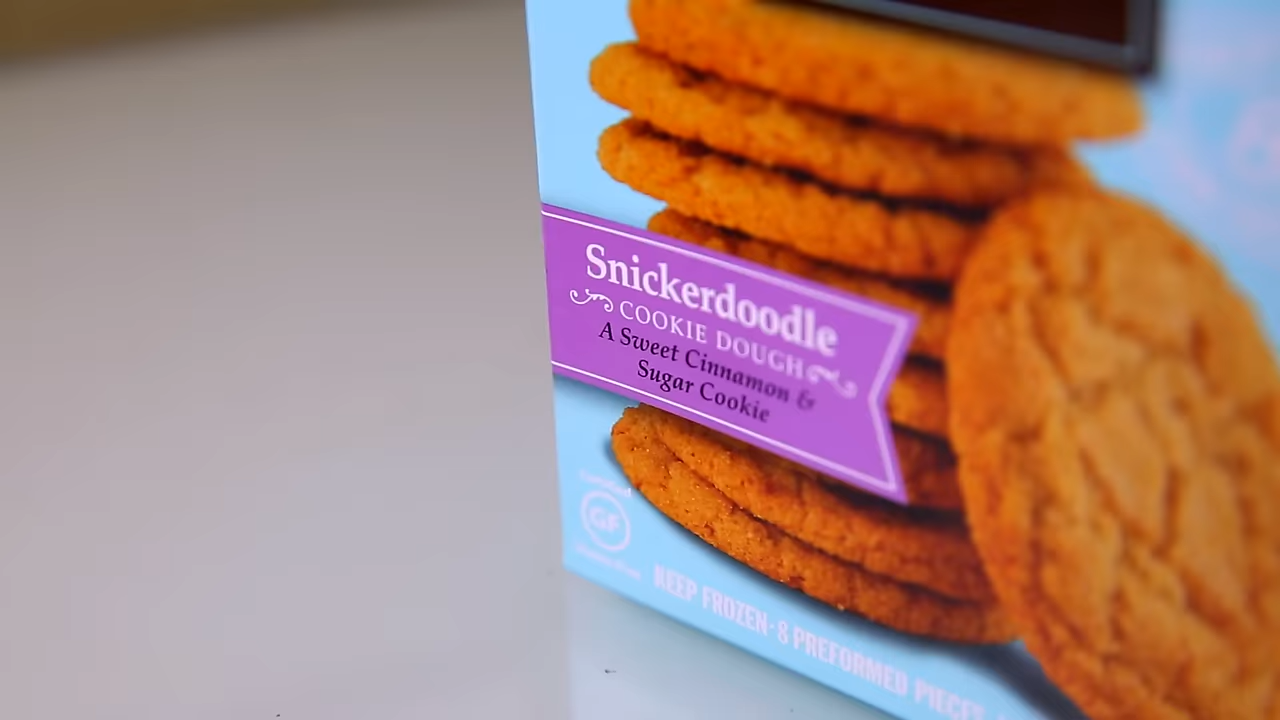 Snickerdoodle
COOKIE DOUGH
A Sweet Cinnamon &
Sugar Cookie
GF
KEEP FROZEN · 8 PREFORMED PIECES